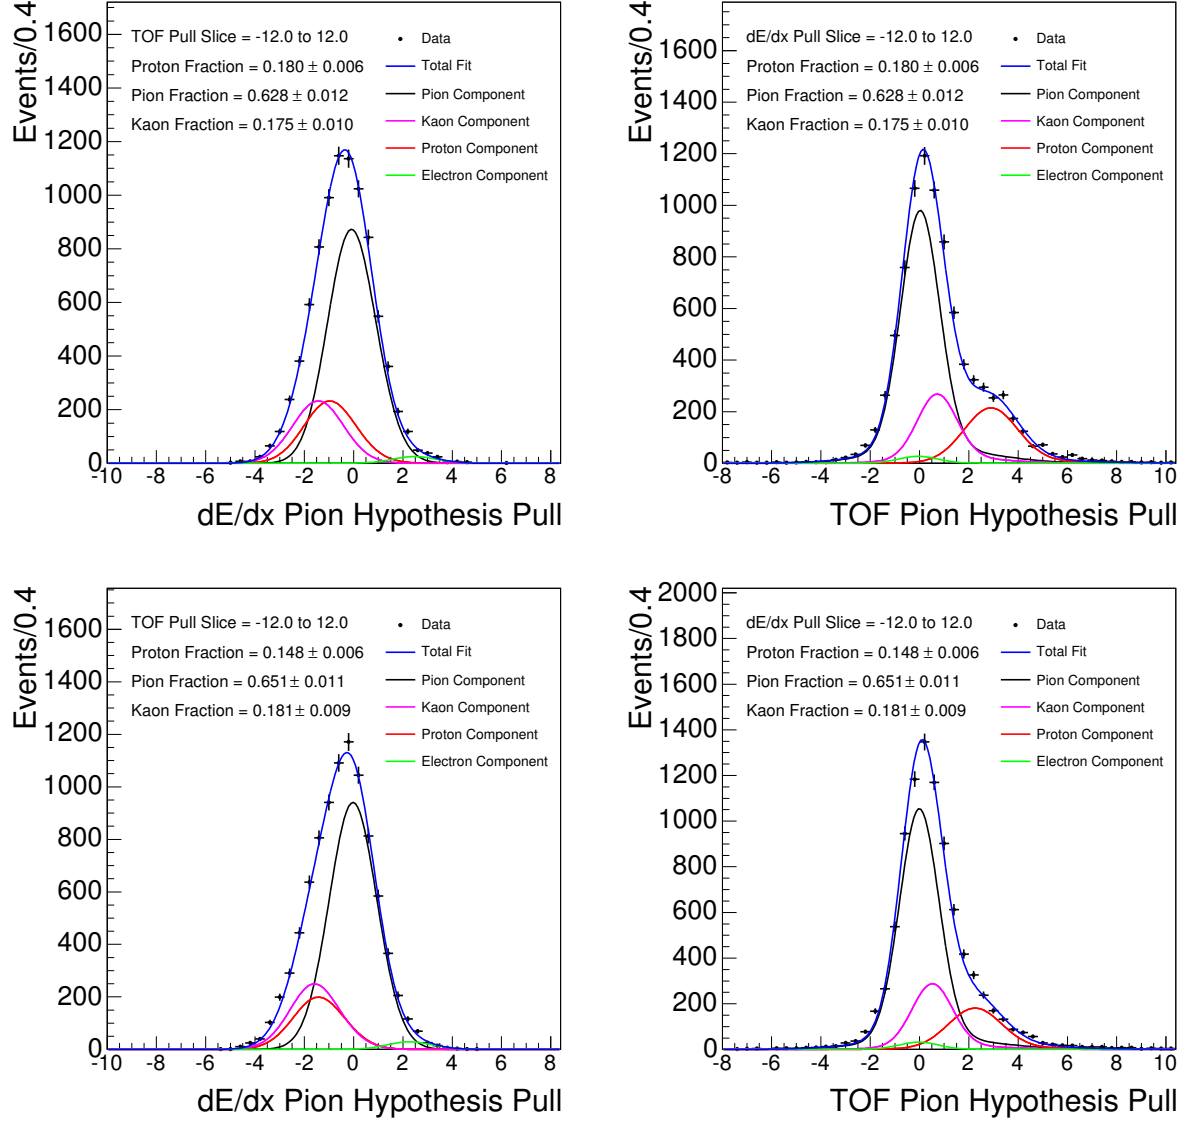 Events/0.4
1600
1400
1200
1000
800
600
400
200
0
TOF Pull Slice = -12.0 to 12.0
Proton Fraction = 0.180 ± 0.006
Pion Fraction = 0.628 ± 0.012
Kaon Fraction = 0.175 ± 0.010
Data
Total Fit
Pion Component
Kaon Component
Proton Component
Electron Component
-10 -8 -6 -4 -2 0 2 4 6 8
dE/dx Pion Hypothesis Pull
Events/0.4
1600
1400
1200
1000
800
600
400
200
0
dE/dx Pull Slice = -12.0 to 12.0
Proton Fraction = 0.180 ± 0.006
Pion Fraction = 0.628 ± 0.012
Kaon Fraction = 0.175 ± 0.010
Data
Total Fit
Pion Component
Kaon Component
Proton Component
Electron Component
-8 -6 -4 -2 0 2 4 6 8 10
TOF Pion Hypothesis Pull
Events/0.4
1600
1400
1200
1000
800
600
400
200
0
TOF Pull Slice = -12.0 to 12.0
Proton Fraction = 0.148 ± 0.006
Pion Fraction = 0.651 ± 0.011
Kaon Fraction = 0.181 ± 0.009
Data
Total Fit
Pion Component
Kaon Component
Proton Component
Electron Component
-10 -8 -6 -4 -2 0 2 4 6 8
dE/dx Pion Hypothesis Pull
Events/0.4
2000
1800
1600
1400
1200
1000
800
600
400
200
0
dE/dx Pull Slice = -12.0 to 12.0
Proton Fraction = 0.148 ± 0.006
Pion Fraction = 0.651 ± 0.011
Kaon Fraction = 0.181 ± 0.009
Data
Total Fit
Pion Component
Kaon Component
Proton Component
Electron Component
-8 -6 -4 -2 0 2 4 6 8 10
TOF Pion Hypothesis Pull